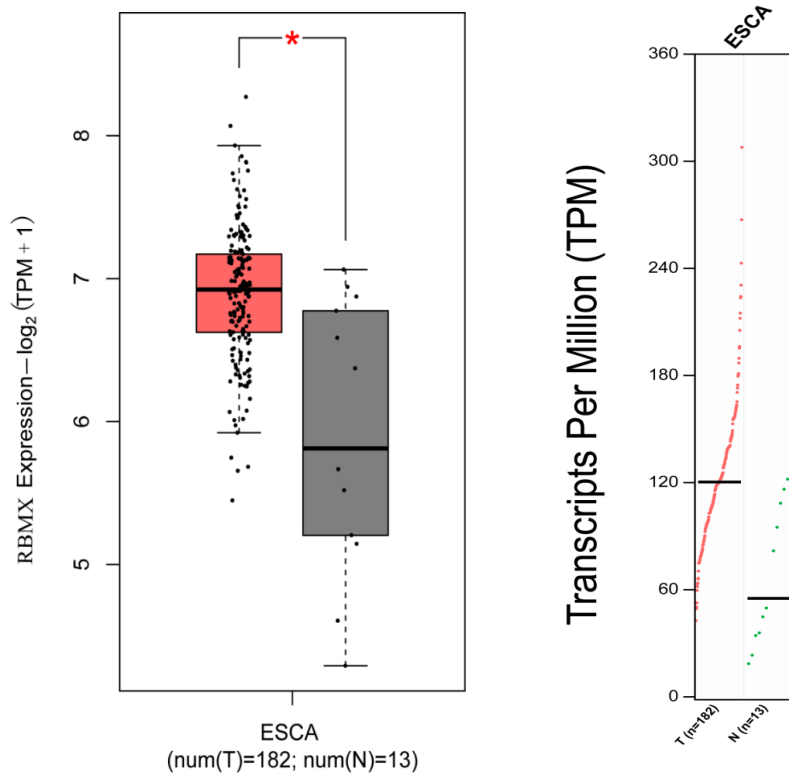 RBMX Expression—log₂ (TPM + 1)
8
7
6
5
*
ESCA
(num(T)=182; num(N)=13)
Transcripts Per Million (TPM)
ESCA
360
300
240
180
120
60
0
T (n=182)
N (n=13)